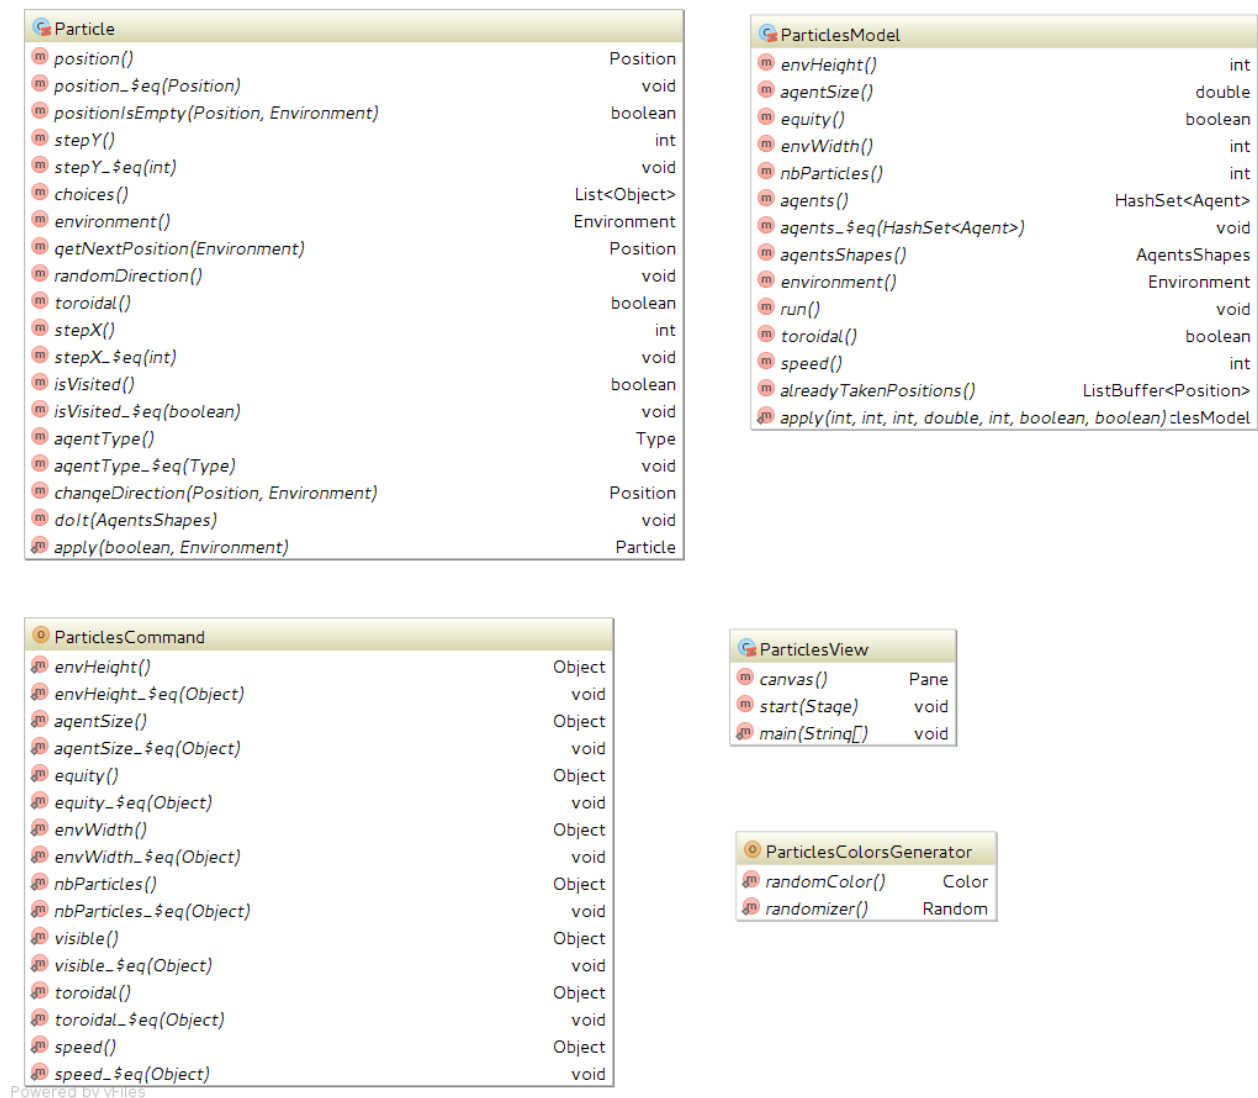 Particle
position() Position
position_$eq(Position) void
positionIsEmpty(Position, Environment) boolean
stepY() int
stepY_$eq(int) void
choices() List<Object>
environment() Environment
getNextPosition(Environment) Position
randomDirection() void
toroidal() boolean
stepX() int
stepX_$eq(int) void
isVisited() boolean
isVisited_$eq(boolean) void
agentType() Type
agentType_$eq(Type) void
changeDirection(Position, Environment) Position
doIt(AgentsShapes) void
apply(boolean, Environment) Particle
ParticlesModel
envHeight() int
agentSize() double
equity() boolean
envWidth() int
nbParticles() int
agents() HashSet<Agent>
agents_$eq(HashSet<Agent>) void
agentsShapes() AgentsShapes
environment() Environment
run() void
toroidal() boolean
speed() int
alreadyTakenPositions() ListBuffer<Position>
apply(int, int, int, double, int, boolean, boolean) clesModel
ParticlesCommand
envHeight() Object
envHeight_$eq(Object) void
agentSize() Object
agentSize_$eq(Object) void
equity() Object
equity_$eq(Object) void
envWidth() Object
envWidth_$eq(Object) void
nbParticles() Object
nbParticles_$eq(Object) void
visible() Object
visible_$eq(Object) void
toroidal() Object
toroidal_$eq(Object) void
speed() Object
speed_$eq(Object) void
ParticlesView
canvas() Pane
start(Stage) void
main(String[]) void
ParticlesColorsGenerator
randomColor() Color
randomizer() Random
Powered by yFiles